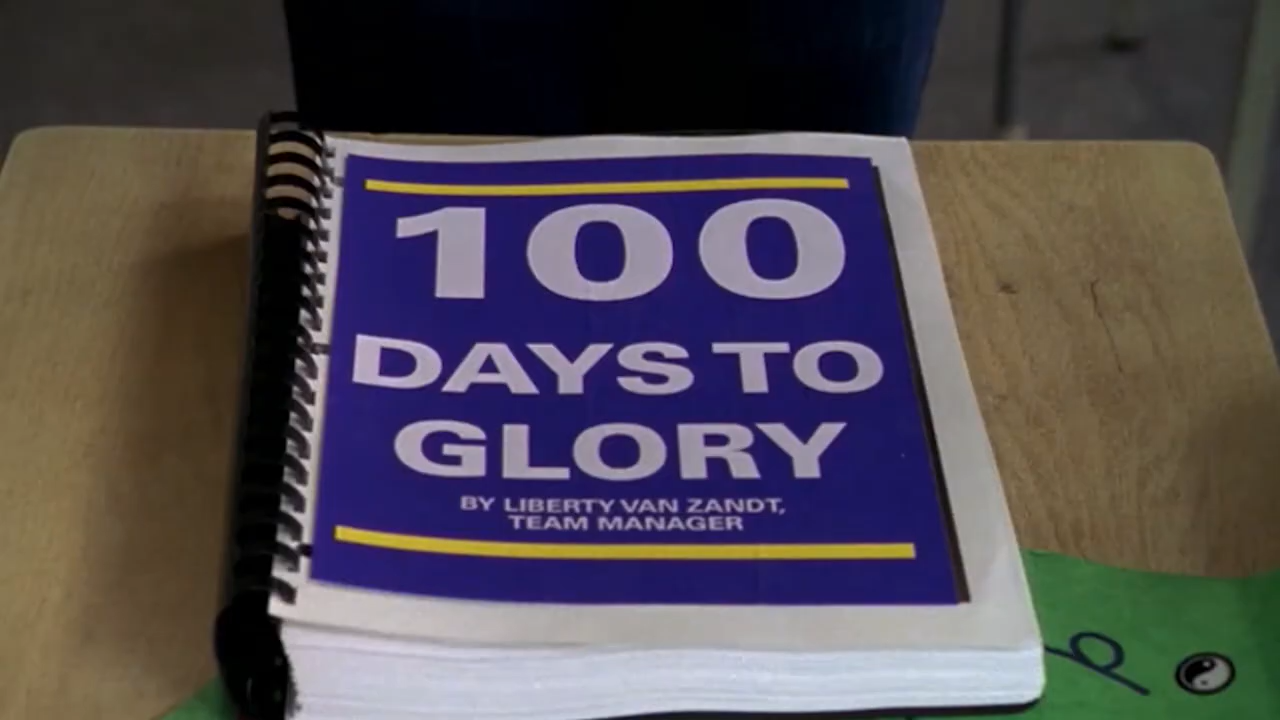 100
DAYS TO
GLORY
BY LIBERTY VAN ZANDT,
TEAM MANAGER